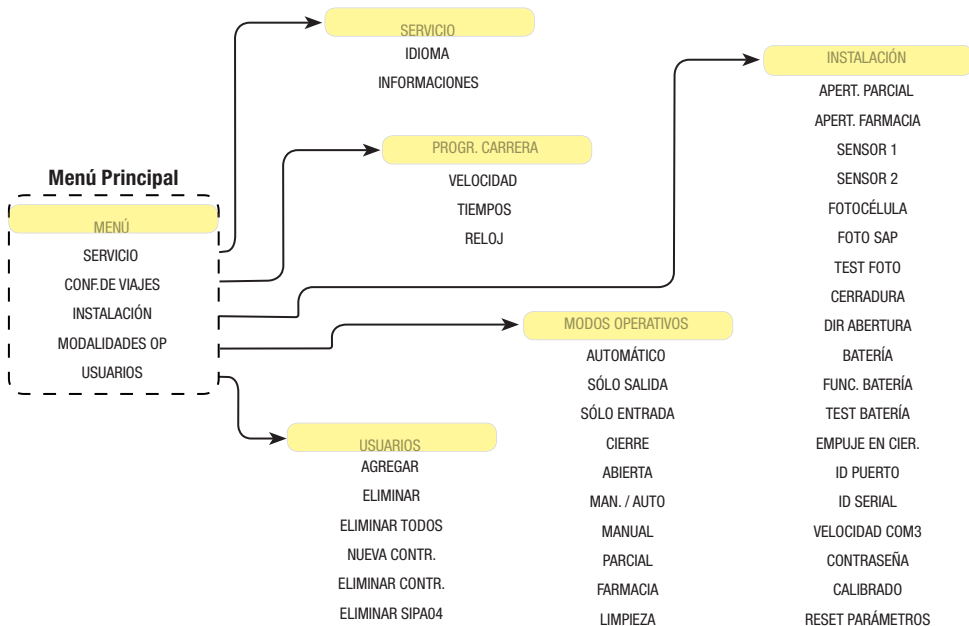 Menú Principal
MENÚ
SERVICIO
CONF.DE VIAJES
INSTALACIÓN
MODALIDADES OP
USUARIOS
SERVICIO
IDIOMA
INFORMACIONES
PROGR. CARRERA
VELOCIDAD
TIEMPOS
RELOJ
USUARIOS
AGREGAR
ELIMINAR
ELIMINAR TODOS
NUEVA CONTR.
ELIMINAR CONTR.
ELIMINAR SIPA04
MODOS OPERATIVOS
AUTOMÁTICO
SÓLO SALIDA
SÓLO ENTRADA
CIERRE
ABIERTA
MAN. / AUTO
MANUAL
PARCIAL
FARMACIA
LIMPIEZA
INSTALACIÓN
APERT. PARCIAL
APERT. FARMACIA
SENSOR 1
SENSOR 2
FOTOCÉLULA
FOTO SAP
TEST FOTO
CERRADURA
DIR ABERTURA
BATERÍA
FUNC. BATERÍA
TEST BATERÍA
EMPUJE EN CIER.
ID PUERTO
ID SERIAL
VELOCIDAD COM3
CONTRASEÑA
CALIBRADO
RESET PARÁMETROS